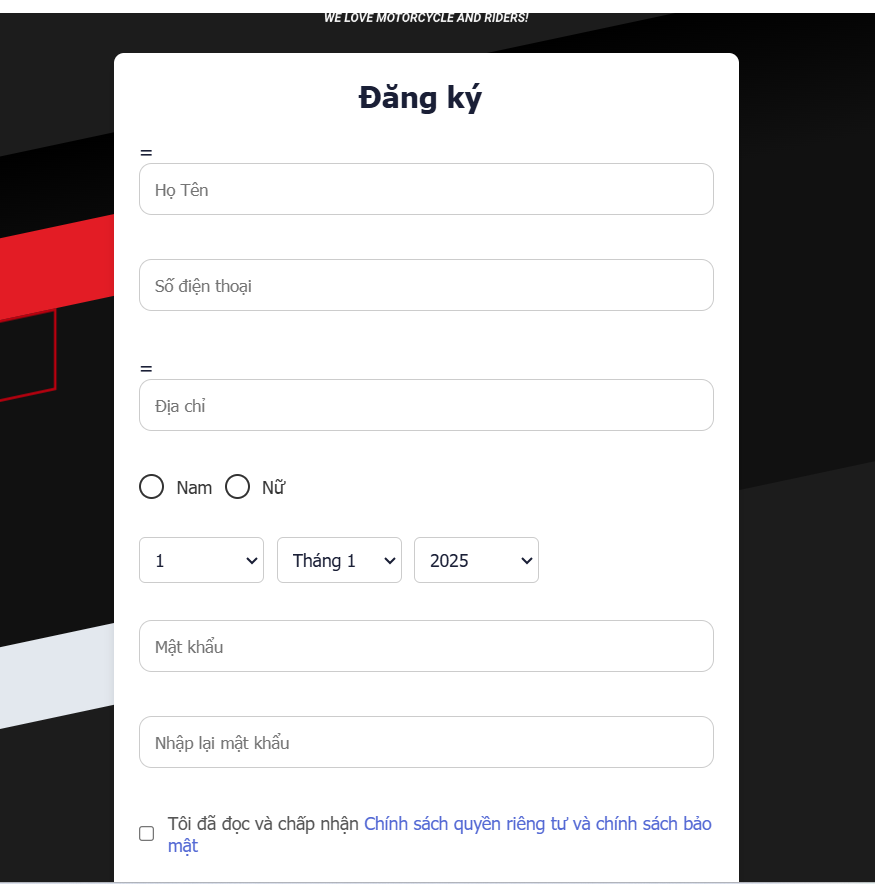 WE LOVE MOTORCYCLE AND RIDERS!
Đăng ký
=
Họ Tên
Số điện thoại
=
Địa chỉ
Nam Nữ
1 Tháng 1 2025
Mật khẩu
Nhập lại mật khẩu
Tôi đã đọc và chấp nhận Chính sách quyền riêng tư và chính sách bảo
mật